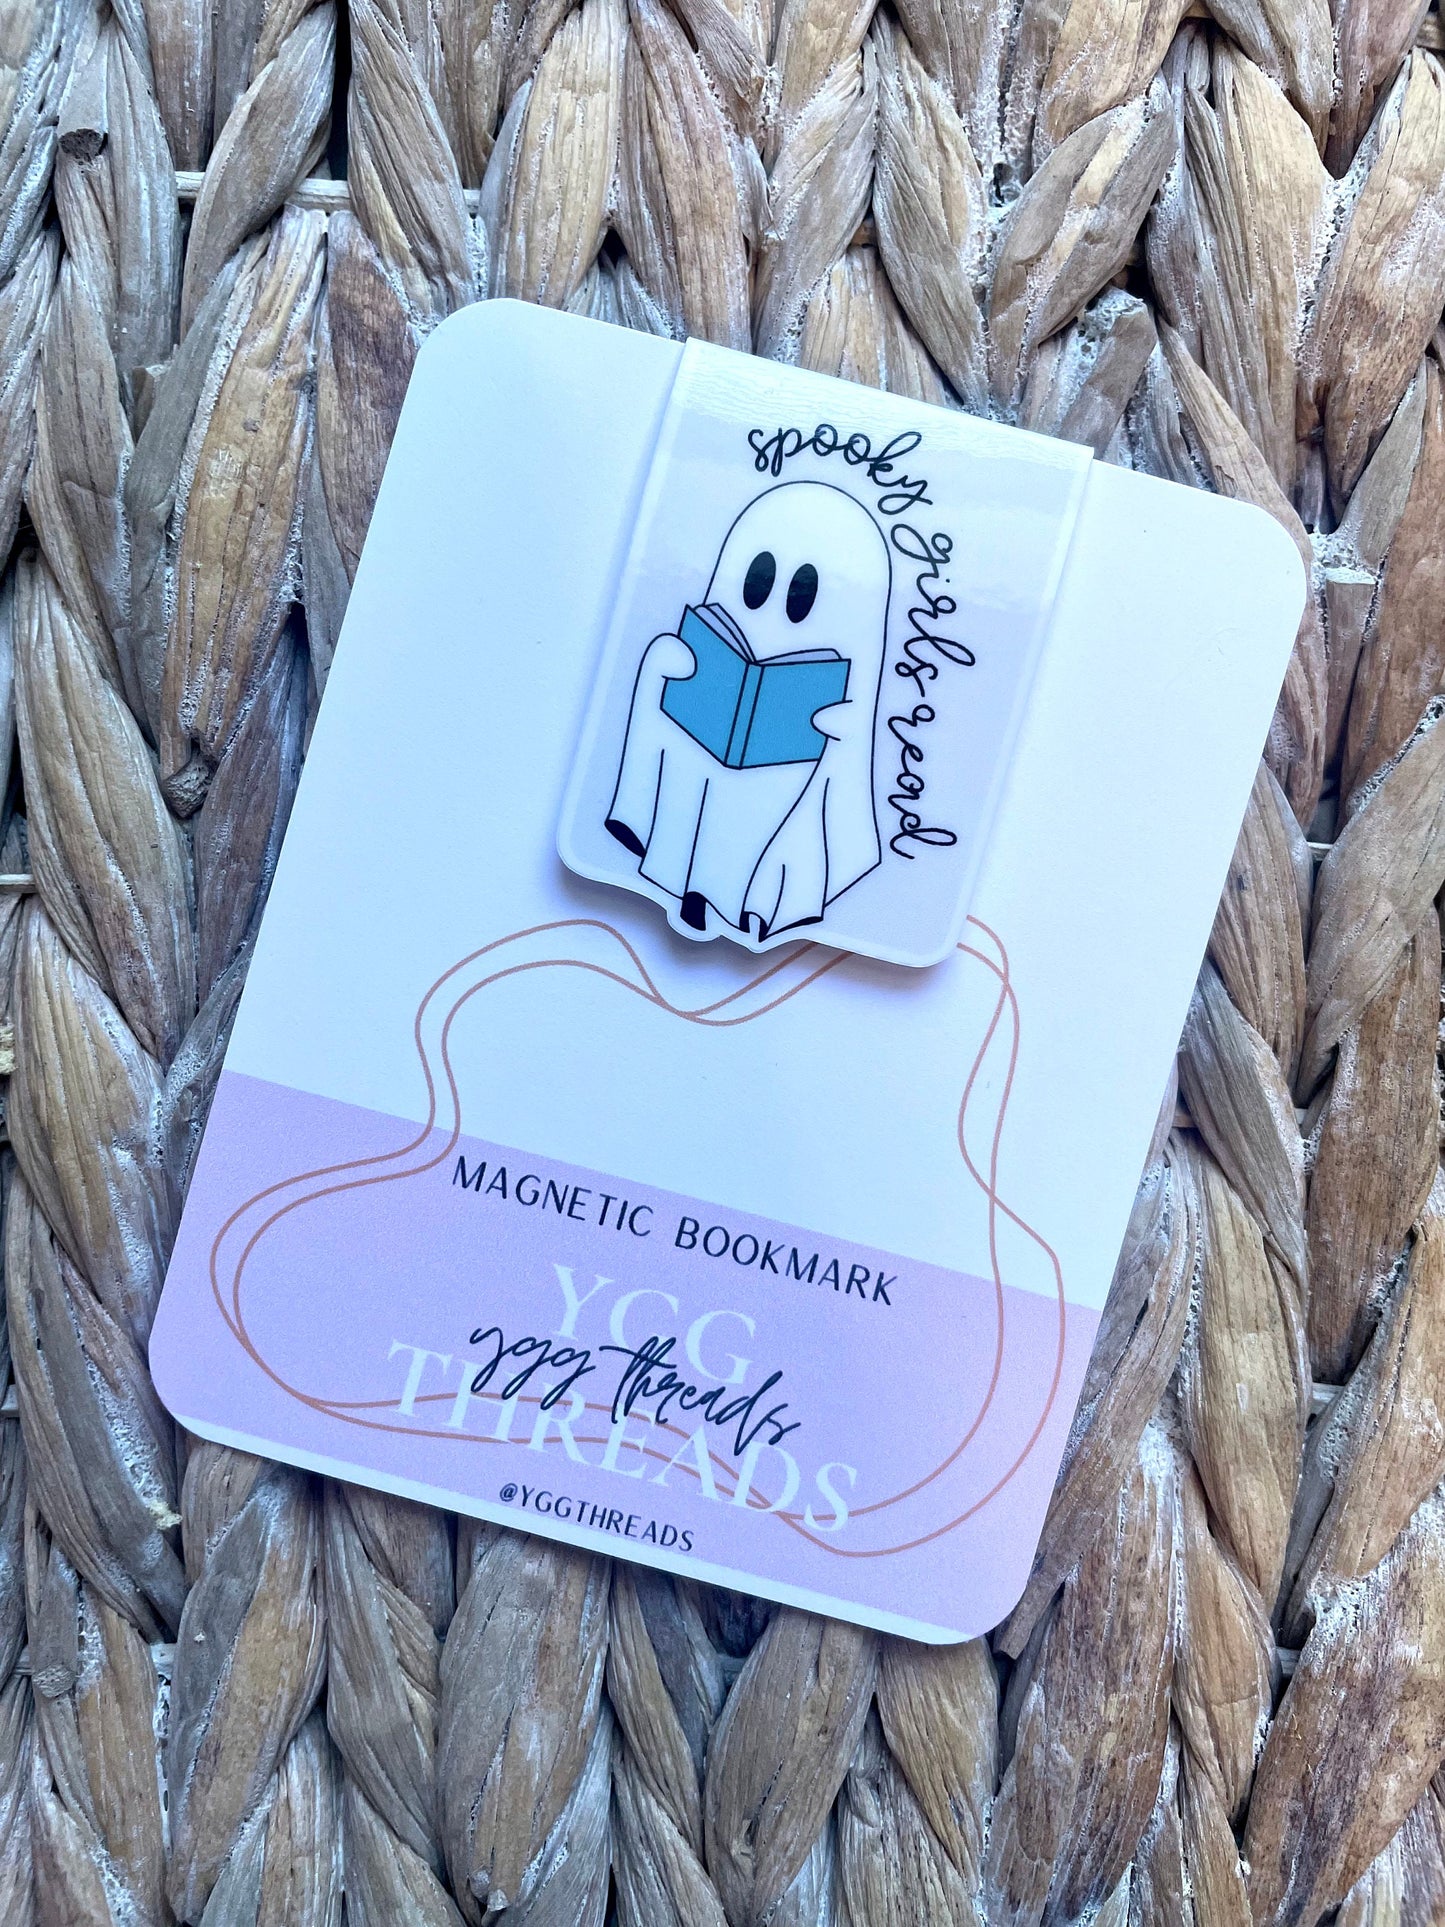 spooky girls read
MAGNETIC BOOKMARK
YGG
ygg threads
THREADS
@YGGTHREADS